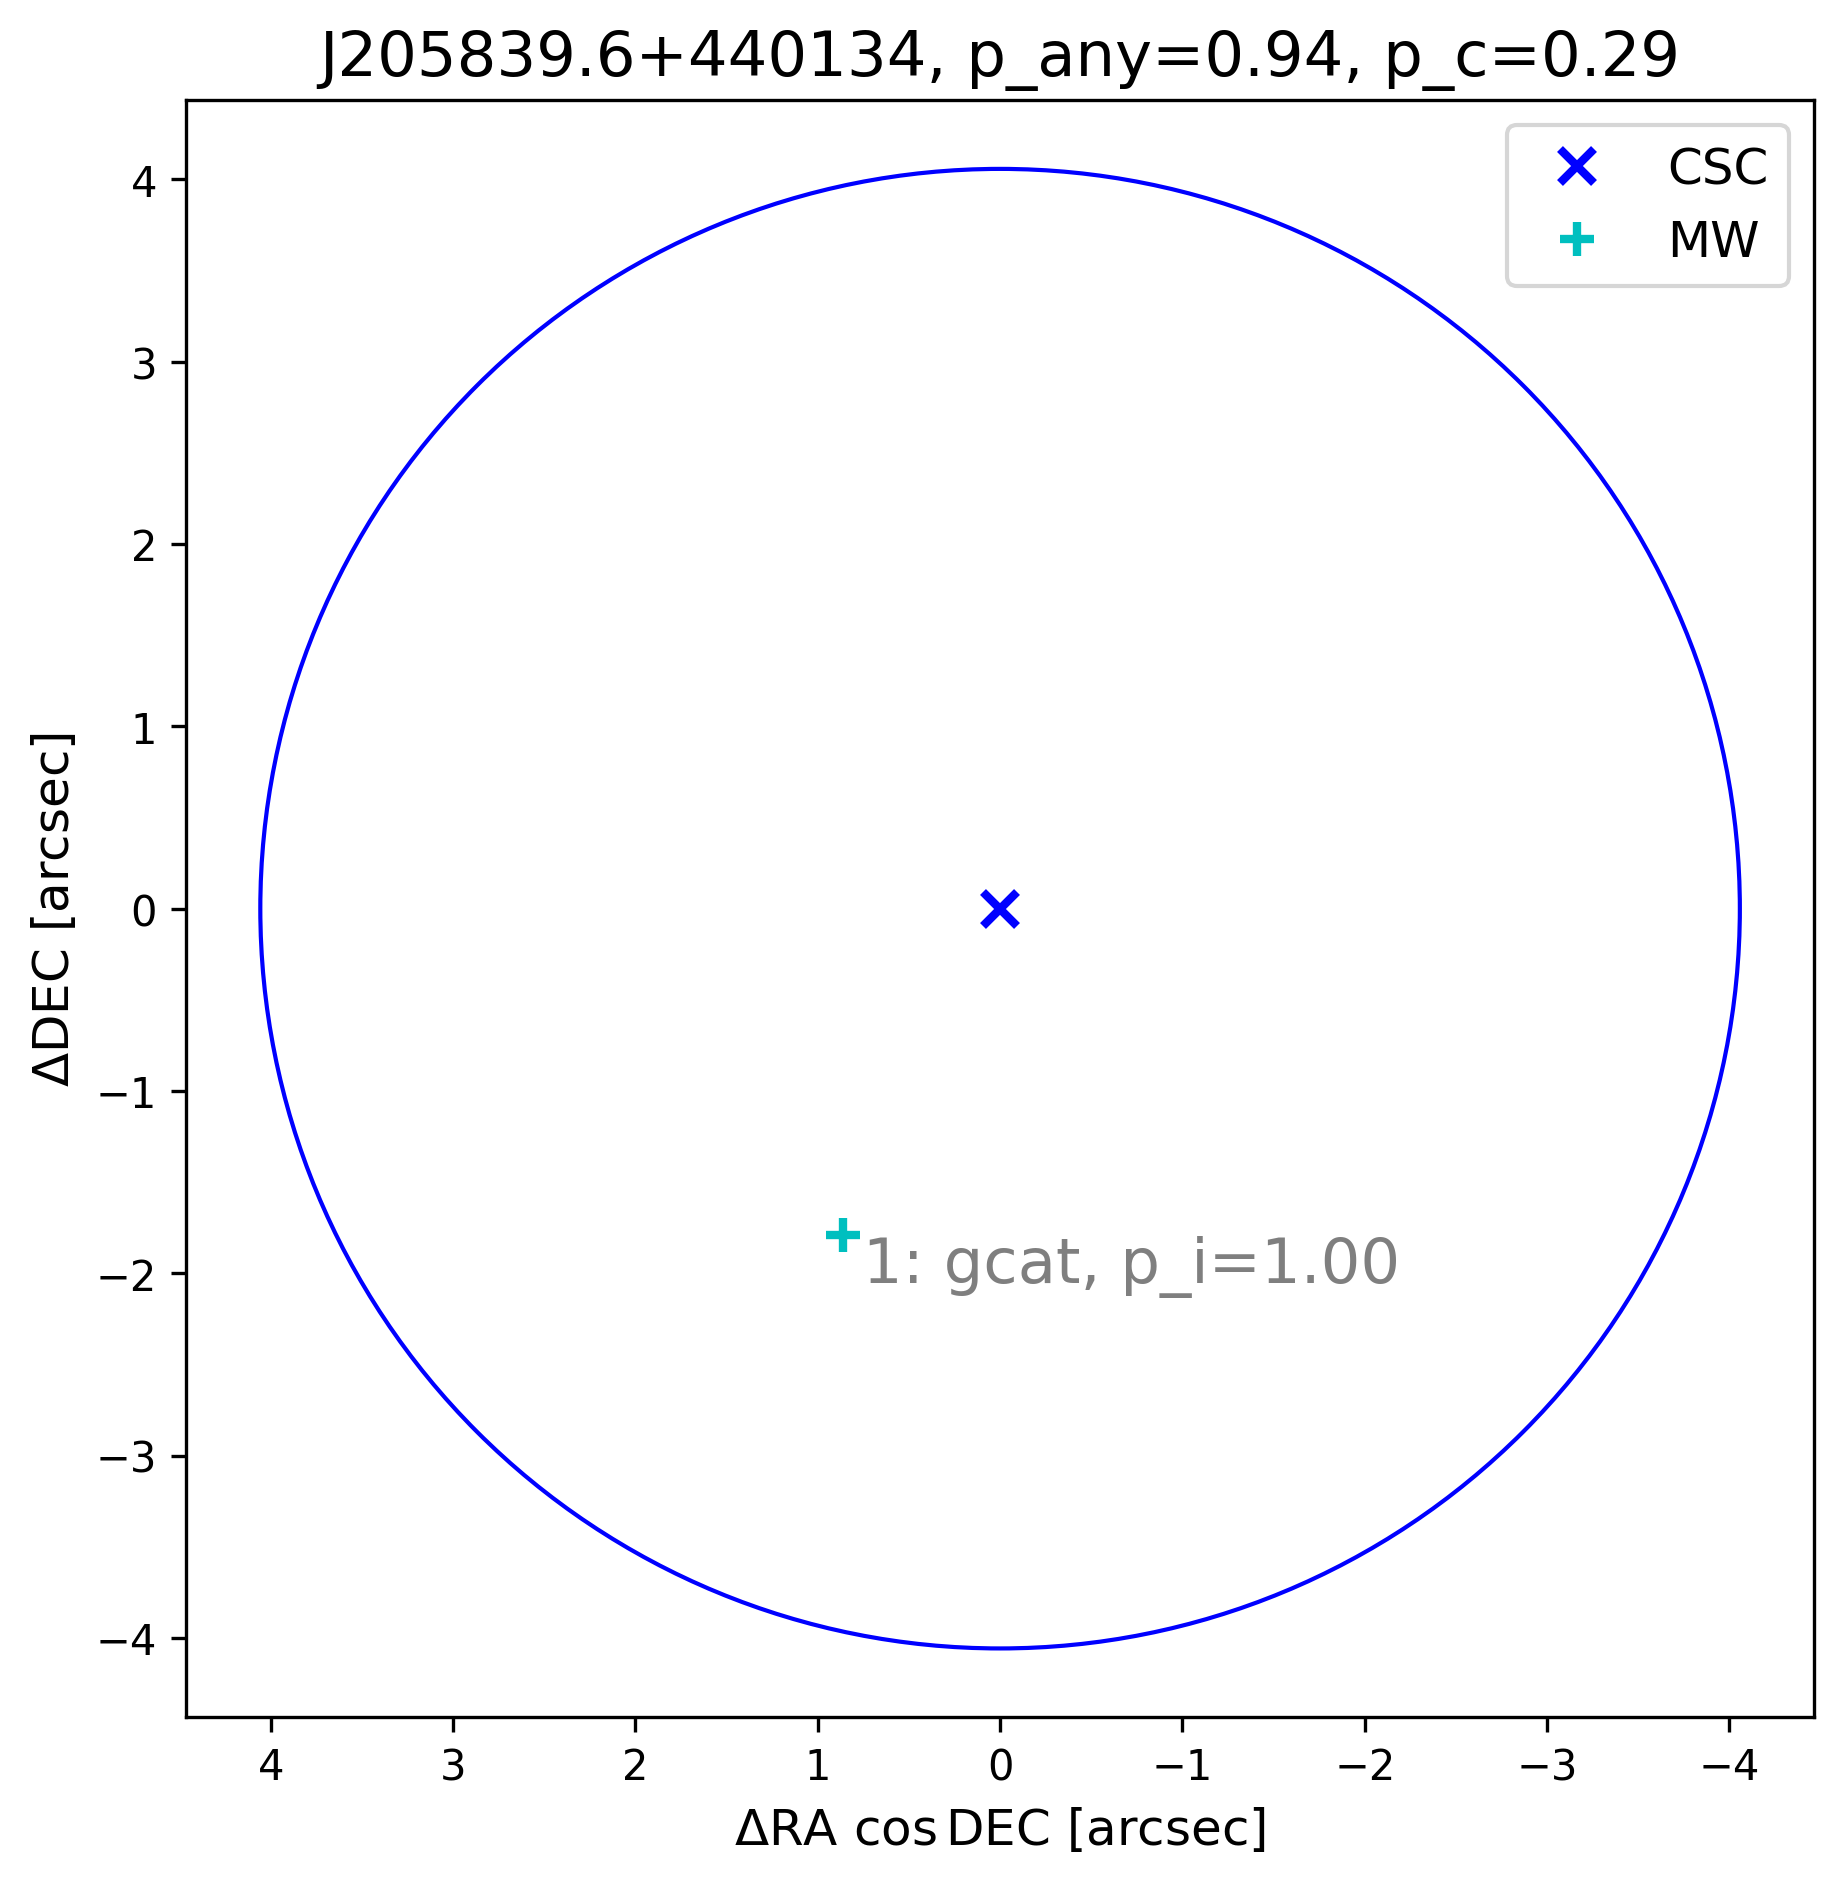 J205839.6+440134, p_any=0.94, p_c=0.29
CSC
MW
4
3
2
1
0
−1
−2
−3
−4
ΔDEC [arcsec]
1: gcat, p_i=1.00
4 3 2 1 0 −1 −2 −3 −4
ΔRA cos DEC [arcsec]